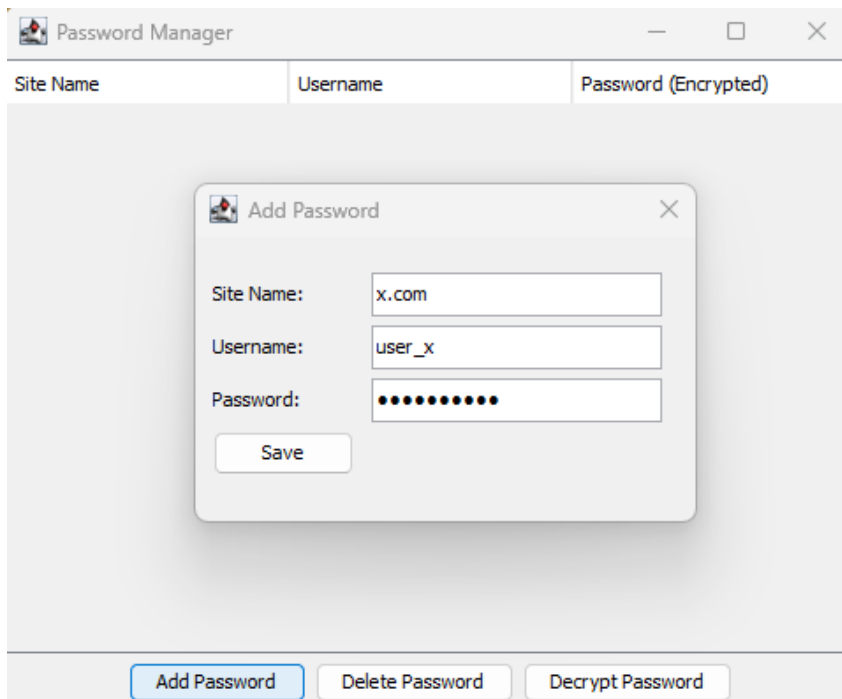 Password Manager
Site Name Username Password (Encrypted)
Add Password
Site Name: x.com
Username: user_x
Password: ••••••••••
Save
Add Password Delete Password Decrypt Password